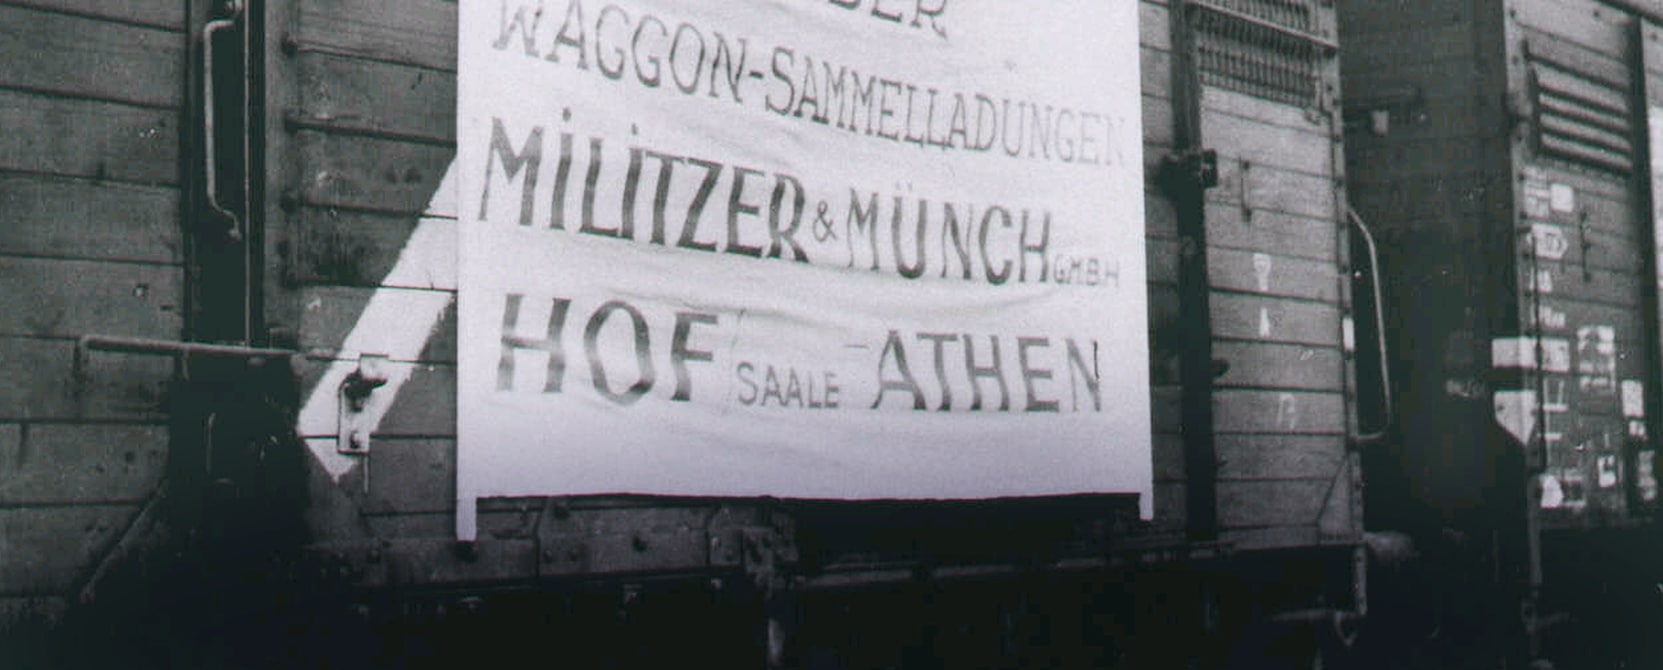 WAGGON-SAMMELLADUNGEN
MILITZER & MÜNCH GMBH
HOF SAALE - ATHEN